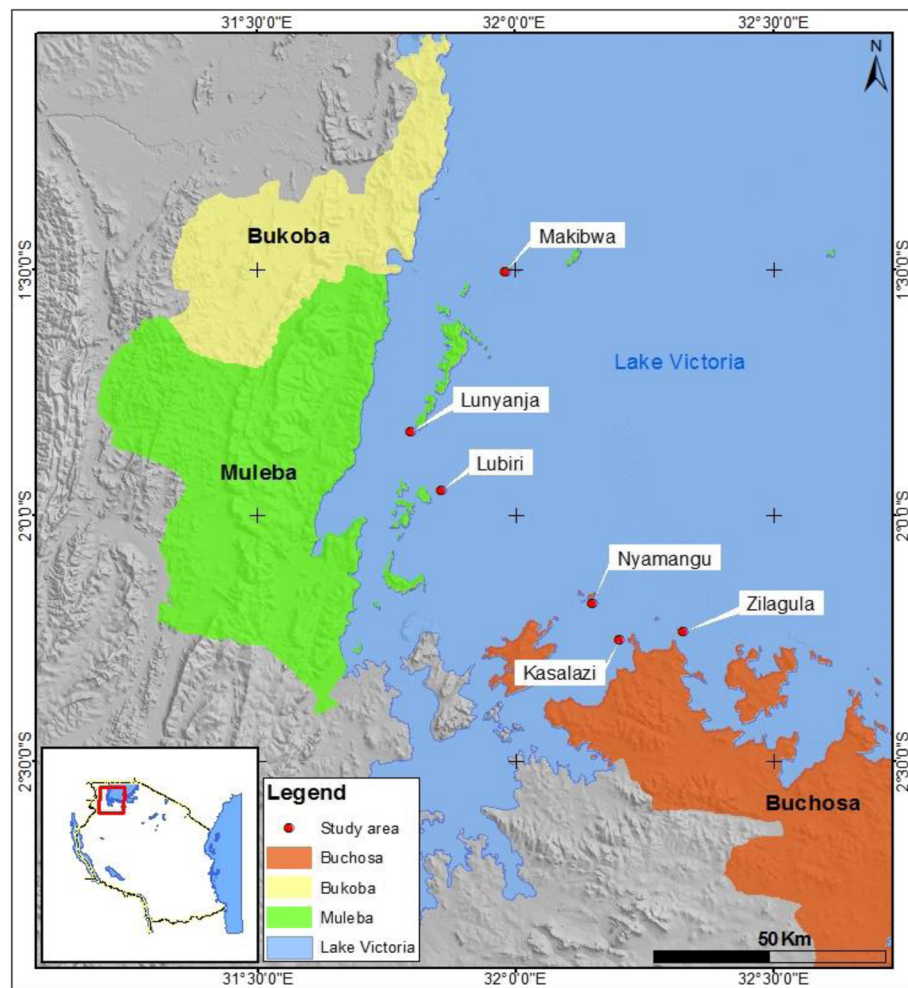 31°30'0"E 32°0'0"E 32°30'0"E
N
Bukoba
Makibwa
1°30'0"S 1°30'0"S
Lake Victoria
Lunyanja
Muleba
Lubiri
2°0'0"S 2°0'0"S
Nyamangu
Zilagula
Kasalazi
2°30'0"S 2°30'0"S
Legend
Study area
Buchosa
Bukoba
Muleba
Lake Victoria
Buchosa
50 Km
31°30'0"E 32°0'0"E 32°30'0"E